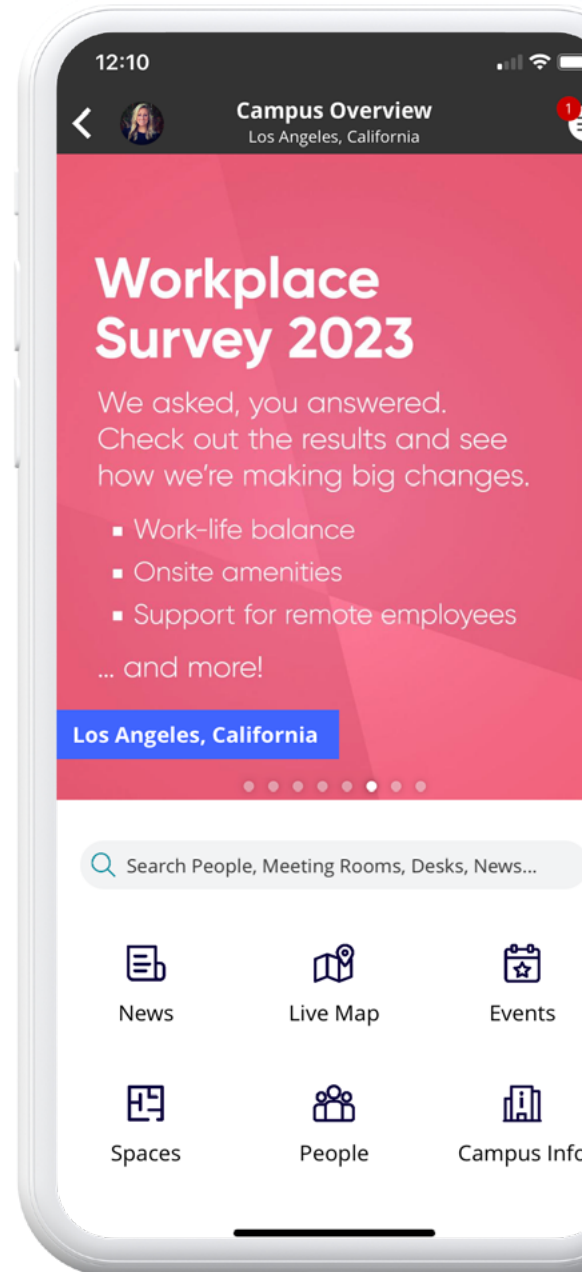 12:10
Campus Overview
1
Los Angeles, California
Workplace
Survey 2023
We asked, you answered.
Check out the results and see
how we're making big changes.
▪ Work-life balance
▪ Onsite amenities
▪ Support for remote employees
... and more!
Los Angeles, California
Search People, Meeting Rooms, Desks, News...
News
Live Map
Events
Spaces
People
Campus Info